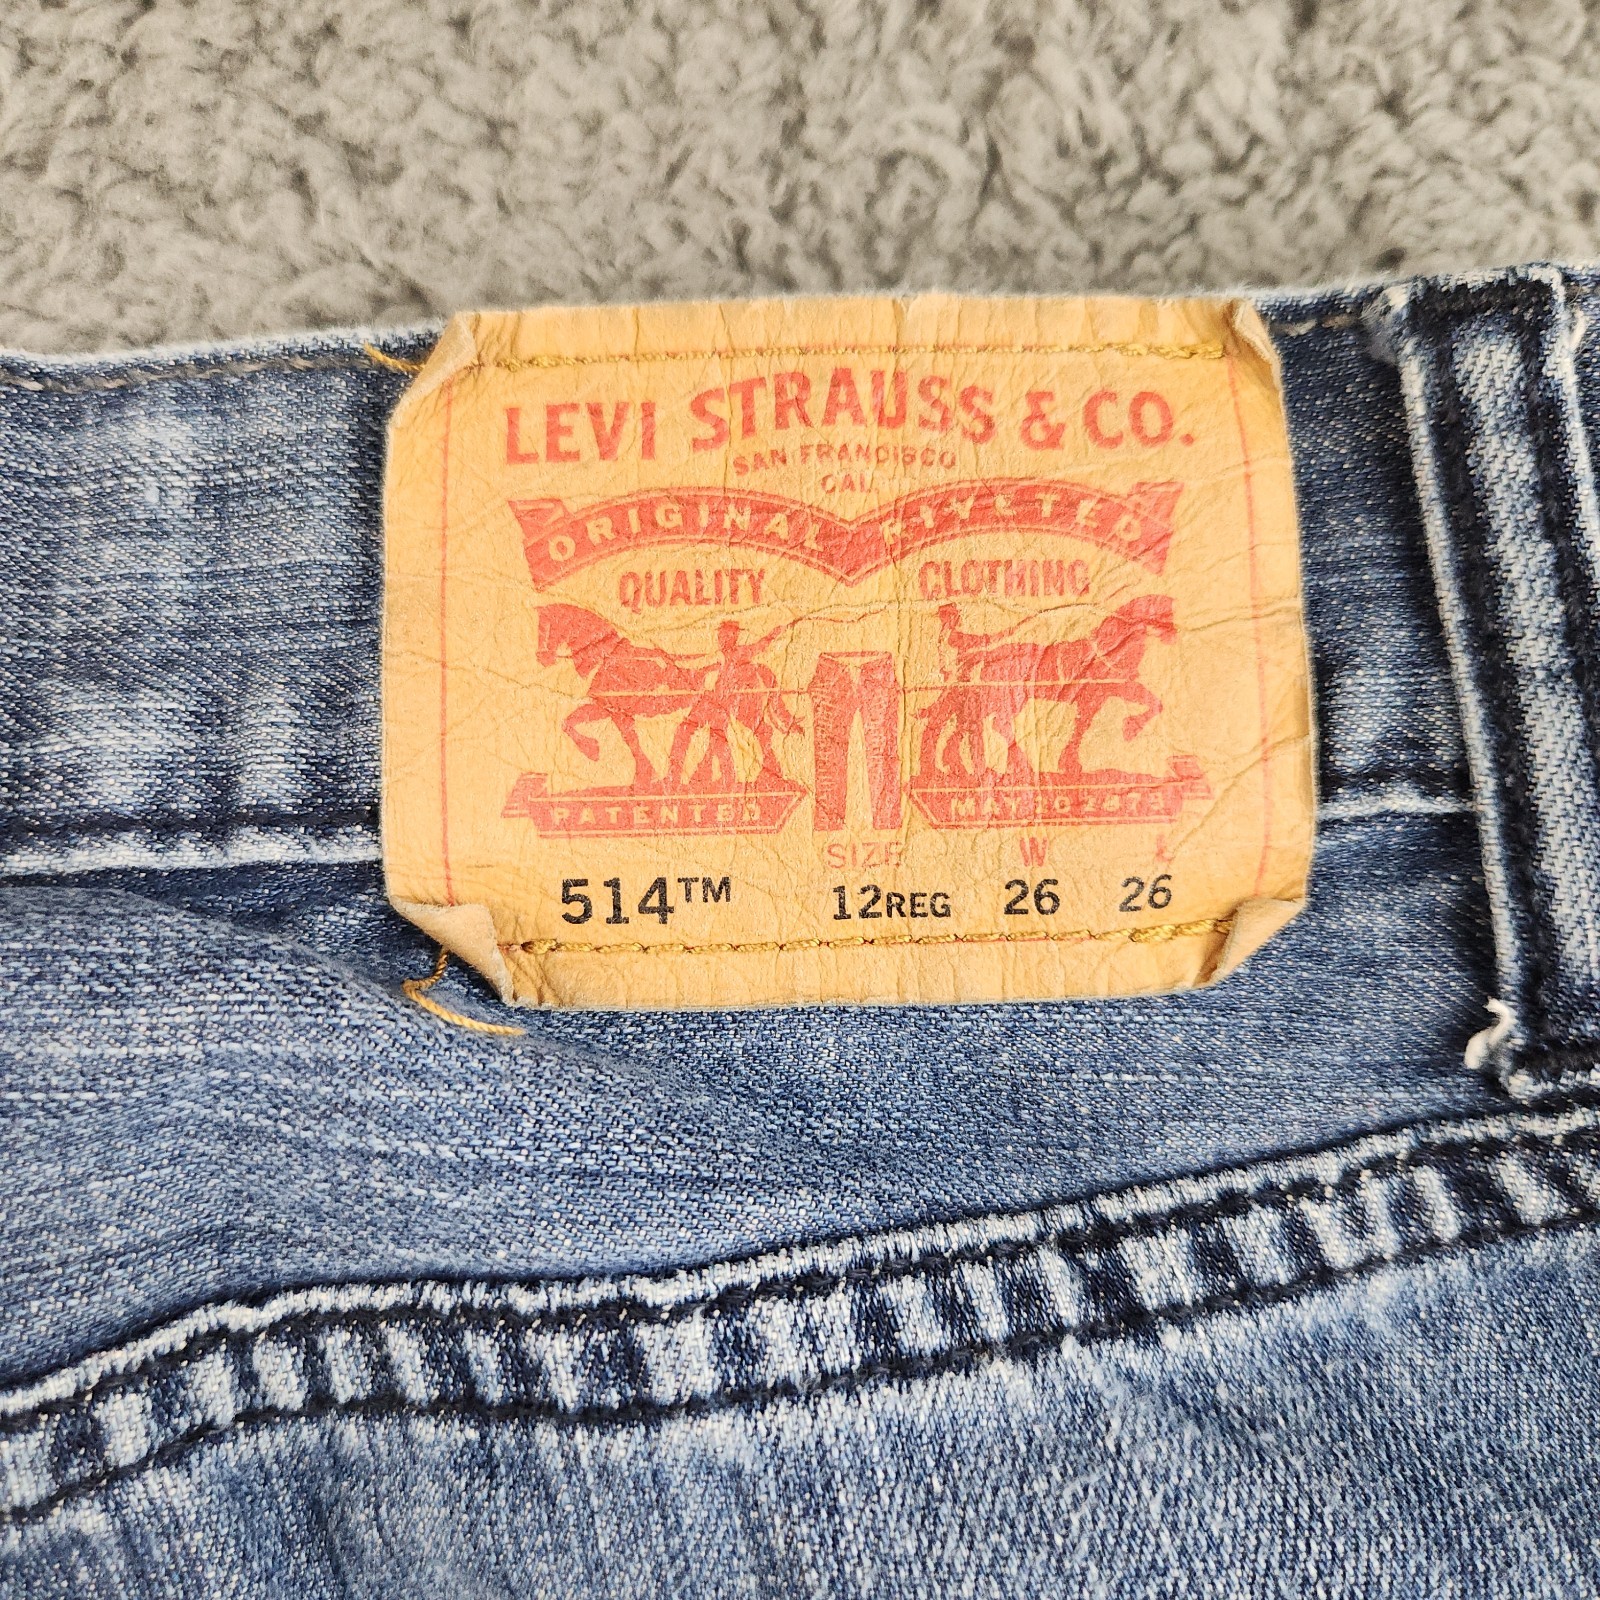 LEVI STRAUSS & CO.
SAN FRANCISCO
CAL.
ORIGINAL RIVETED
QUALITY CLOTHING
PATENTED MAY 20 1873
SIZE W L
514™ 12REG 26 26